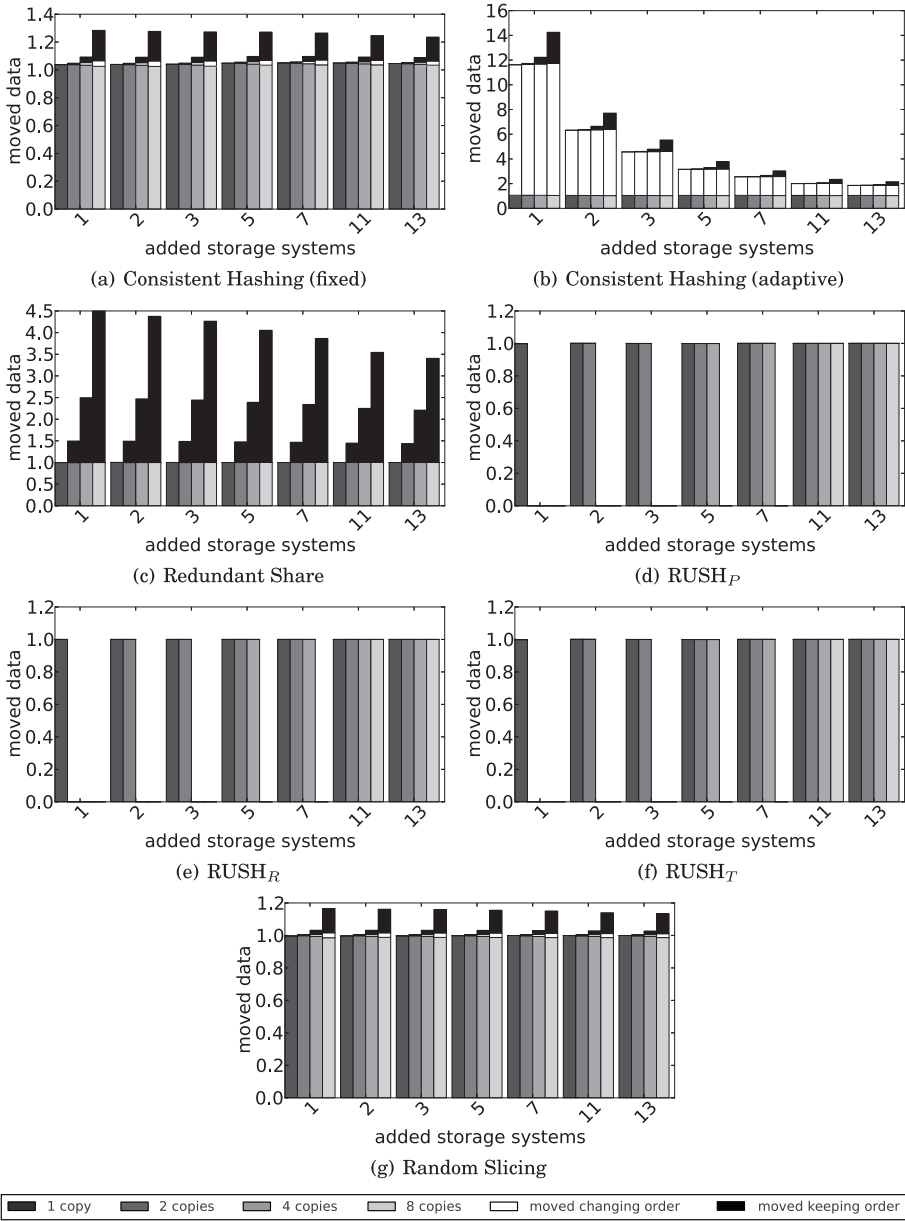 1.4
1.2
1.0
0.8
0.6
0.4
0.2
0.0
moved data
1 2 3 5 7 11 13
added storage systems
(a) Consistent Hashing (fixed)
16
14
12
10
8
6
4
2
0
moved data
1 2 3 5 7 11 13
added storage systems
(b) Consistent Hashing (adaptive)
4.5
4.0
3.5
3.0
2.5
2.0
1.5
1.0
0.5
0.0
moved data
1 2 3 5 7 11 13
added storage systems
(c) Redundant Share
1.2
1.0
0.8
0.6
0.4
0.2
0.0
moved data
1 2 3 5 7 11 13
added storage systems
(d) RUSH_P
1.2
1.0
0.8
0.6
0.4
0.2
0.0
moved data
1 2 3 5 7 11 13
added storage systems
(e) RUSH_R
1.2
1.0
0.8
0.6
0.4
0.2
0.0
moved data
1 2 3 5 7 11 13
added storage systems
(f) RUSH_T
1.2
1.0
0.8
0.6
0.4
0.2
0.0
moved data
1 2 3 5 7 11 13
added storage systems
(g) Random Slicing
1 copy 2 copies 4 copies 8 copies moved changing order moved keeping order